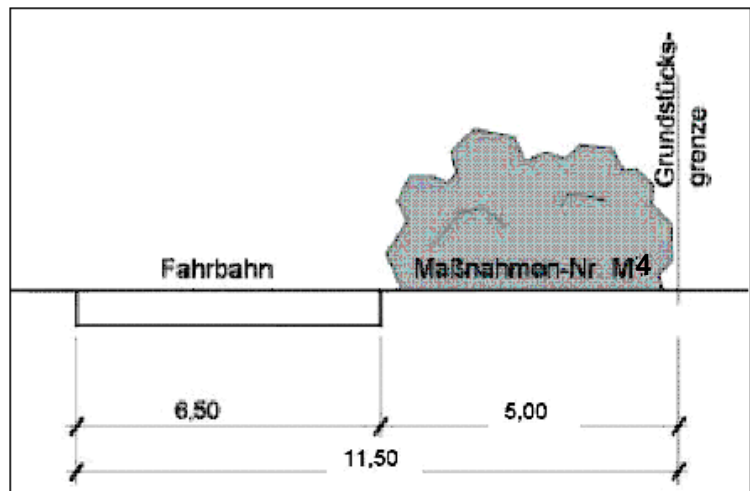 Grundstücks-
grenze
Fahrbahn
Maßnahmen-Nr M4
6,50
5,00
11,50